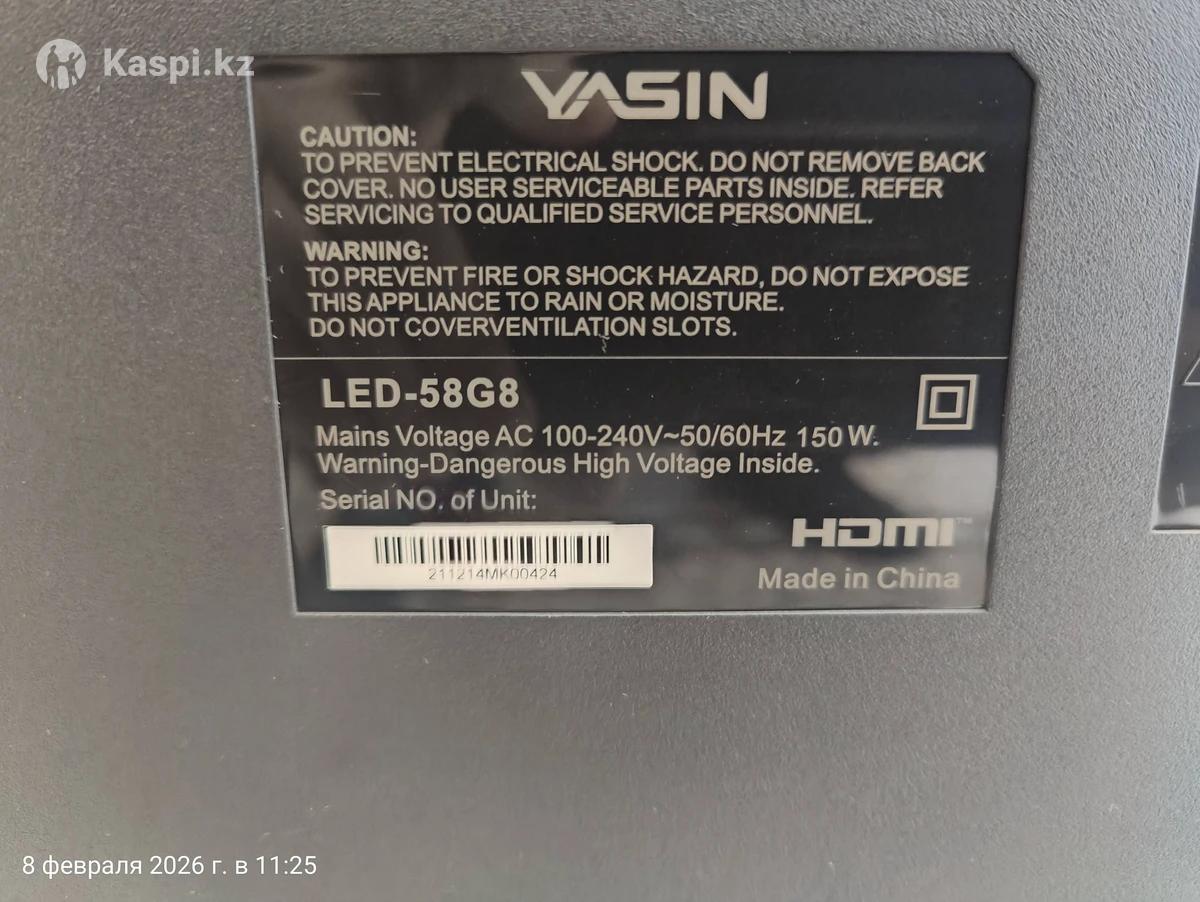 Kaspi.kz
YASIN
CAUTION:
TO PREVENT ELECTRICAL SHOCK. DO NOT REMOVE BACK
COVER. NO USER SERVICEABLE PARTS INSIDE. REFER
SERVICING TO QUALIFIED SERVICE PERSONNEL.
WARNING:
TO PREVENT FIRE OR SHOCK HAZARD, DO NOT EXPOSE
THIS APPLIANCE TO RAIN OR MOISTURE.
DO NOT COVERVENTILATION SLOTS.
LED-58G8
Mains Voltage AC 100-240V~50/60Hz 150 W.
Warning-Dangerous High Voltage Inside.
Serial NO. of Unit:
211214MK00424
HDMI™
Made in China
8 февраля 2026 г. в 11:25